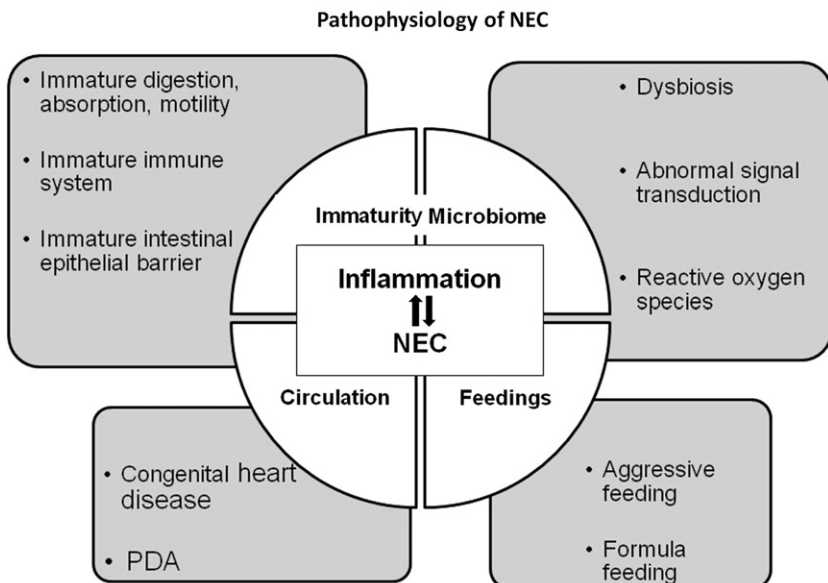 Pathophysiology of NEC
• Immature digestion,
absorption, motility
• Immature immune
system
• Immature intestinal
epithelial barrier
• Dysbiosis
• Abnormal signal
transduction
• Reactive oxygen
species
Immaturity
Microbiome
Inflammation
⬆⬇
NEC
Circulation
Feedings
• Congenital heart
disease
• PDA
• Aggressive
feeding
• Formula
feeding